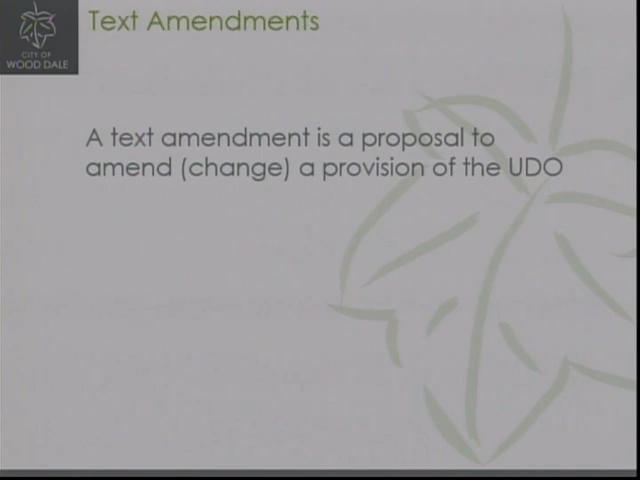 CITY OF
WOOD DALE
Text Amendments
A text amendment is a proposal to
amend (change) a provision of the UDO